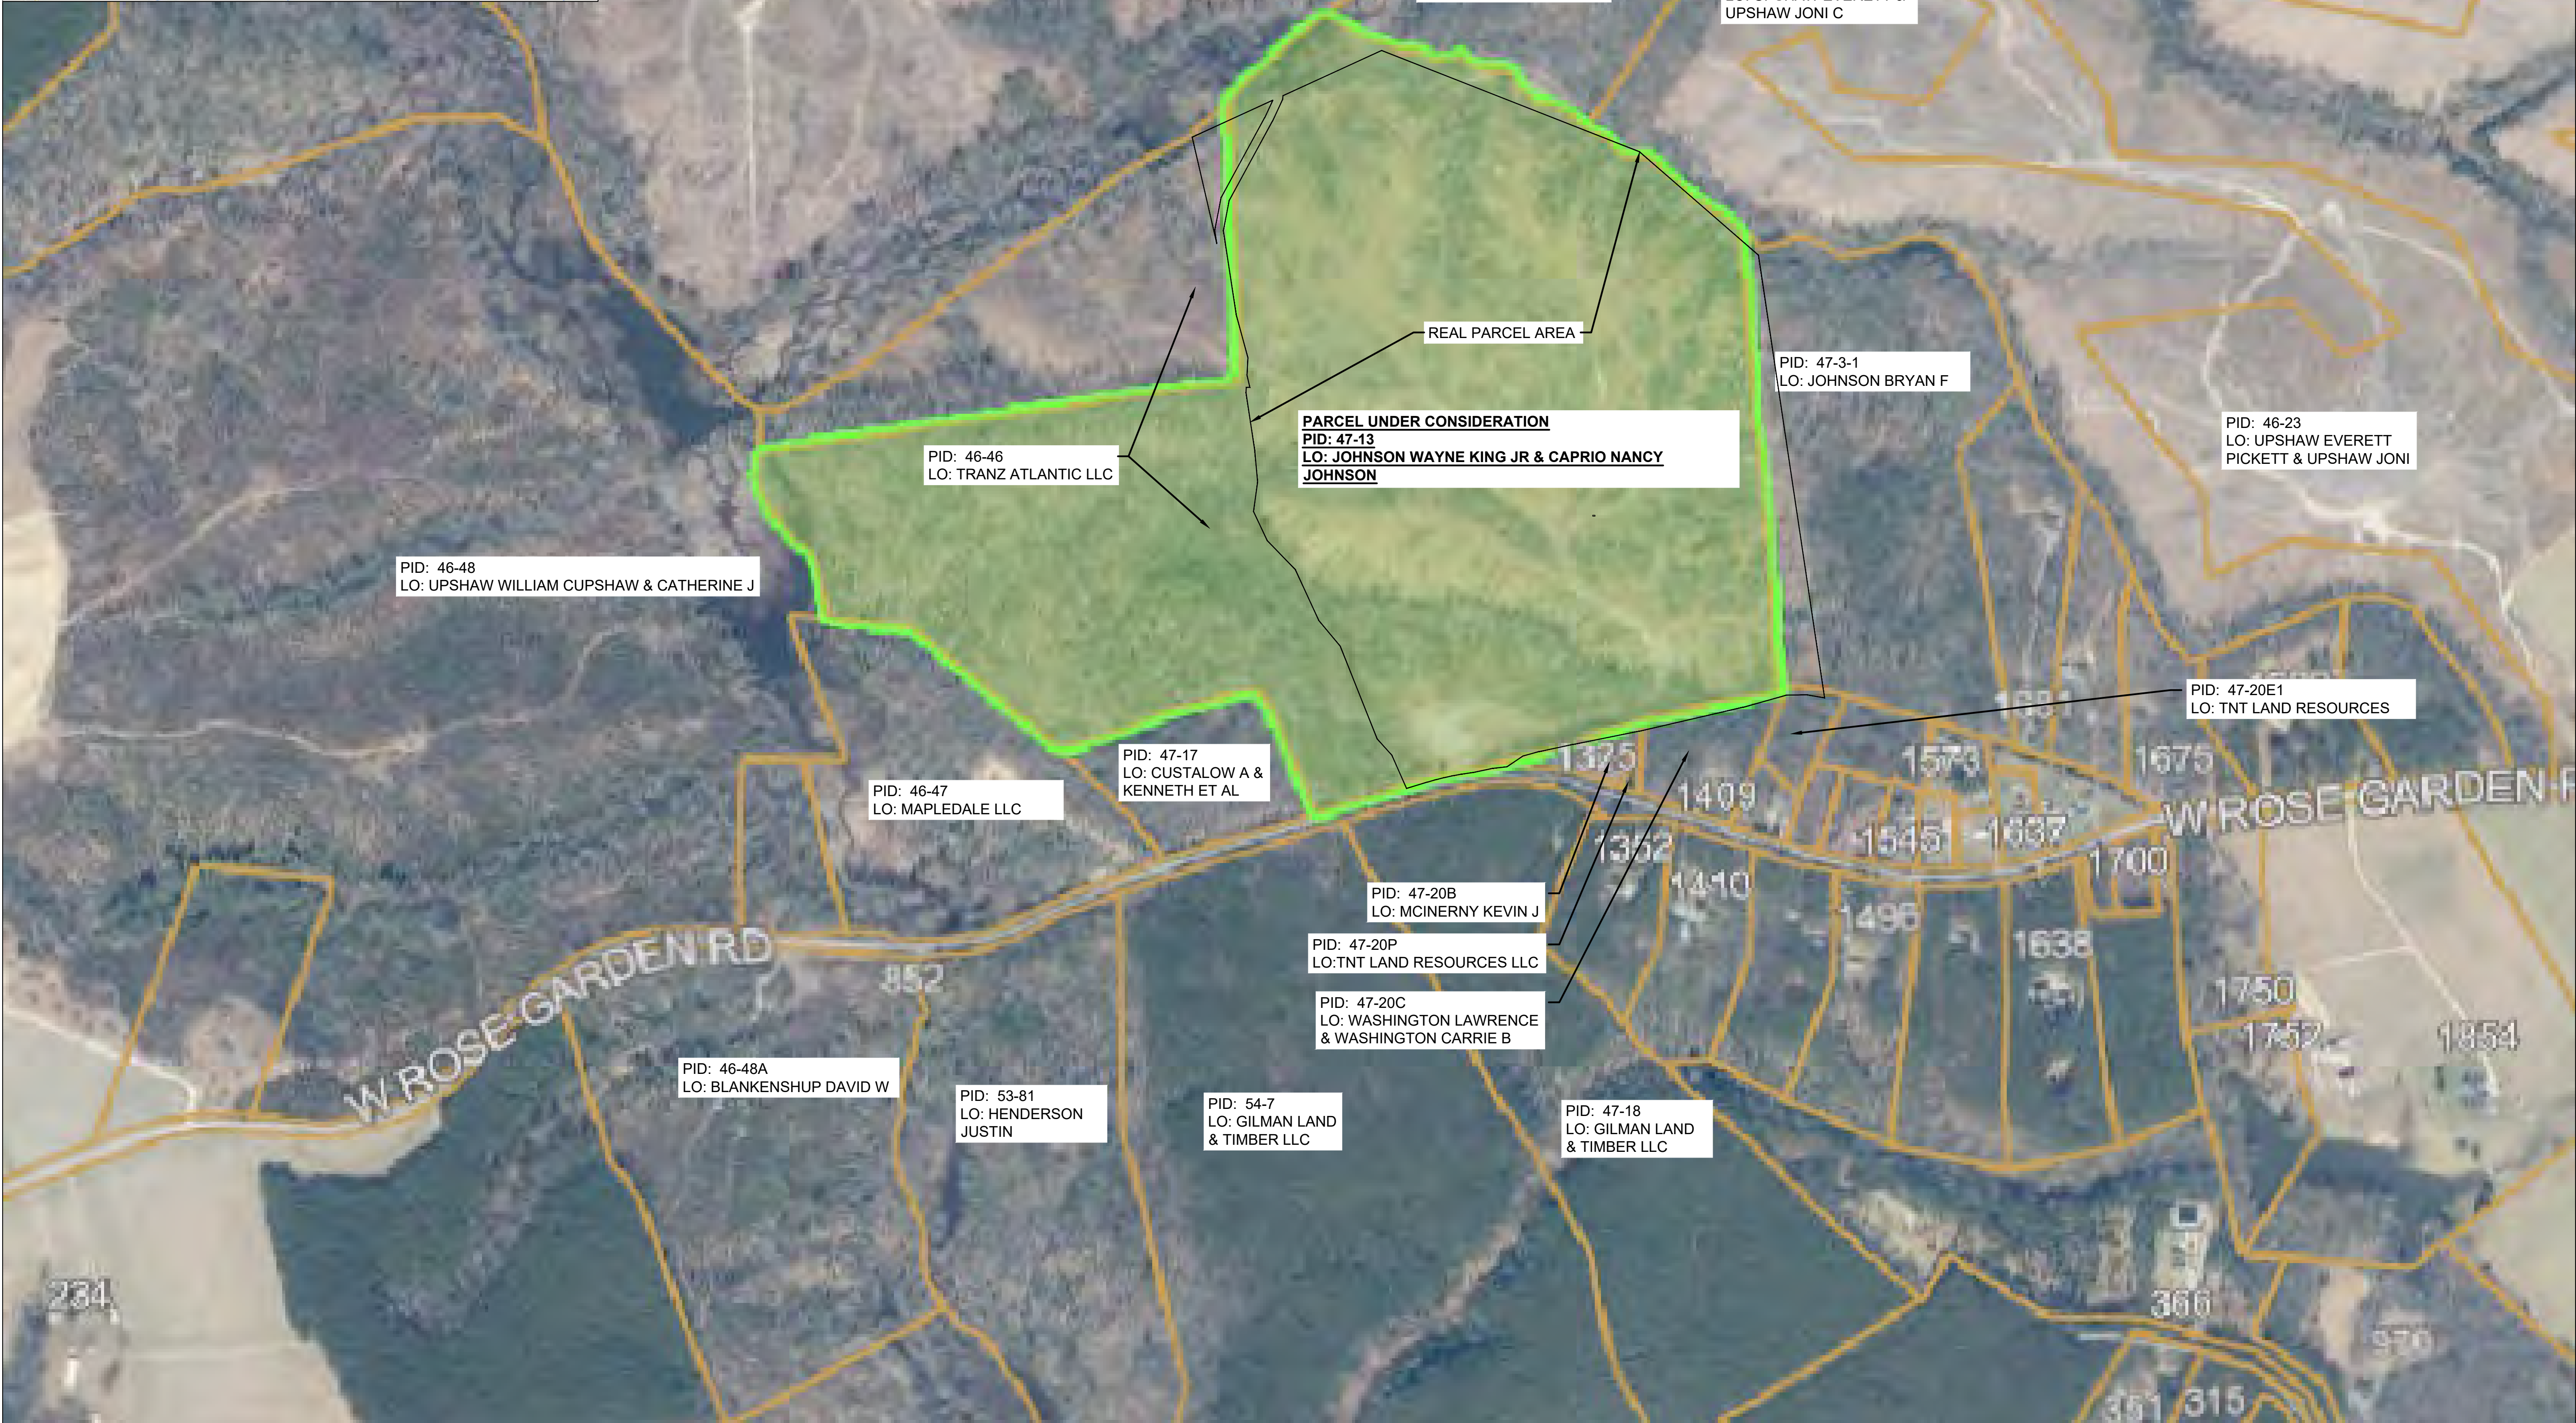 UPSHAW JONI C
REAL PARCEL AREA
PID: 47-3-1
LO: JOHNSON BRYAN F
PARCEL UNDER CONSIDERATION
PID: 47-13
LO: JOHNSON WAYNE KING JR & CAPRIO NANCY
JOHNSON
PID: 46-23
LO: UPSHAW EVERETT
PICKETT & UPSHAW JONI
PID: 46-46
LO: TRANZ ATLANTIC LLC
PID: 46-48
LO: UPSHAW WILLIAM CUPSHAW & CATHERINE J
PID: 47-20E1
LO: TNT LAND RESOURCES
PID: 47-17
LO: CUSTALOW A &
KENNETH ET AL
1325
1573
1675
PID: 46-47
LO: MAPLEDALE LLC
1409
W ROSE GARDEN R
1352
1545
1637
1700
1410
PID: 47-20B
LO: MCINERNY KEVIN J
1496
1638
PID: 47-20P
LO:TNT LAND RESOURCES LLC
W ROSE GARDEN RD
852
PID: 47-20C
LO: WASHINGTON LAWRENCE
& WASHINGTON CARRIE B
1750
1752
1854
PID: 46-48A
LO: BLANKENSHUP DAVID W
PID: 53-81
LO: HENDERSON
JUSTIN
PID: 54-7
LO: GILMAN LAND
& TIMBER LLC
PID: 47-18
LO: GILMAN LAND
& TIMBER LLC
234
366
370
351
315